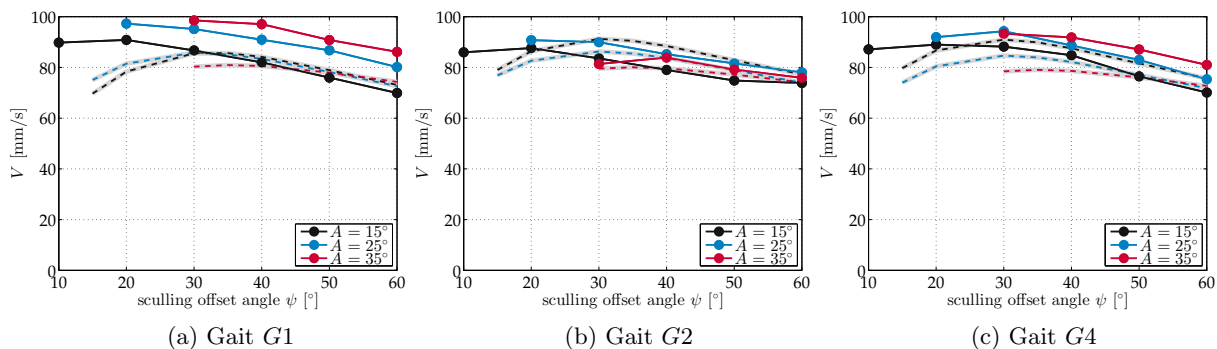 100
80
60
40
20
0
V [mm/s]
10 20 30 40 50 60
sculling offset angle ψ [°]
A = 15°
A = 25°
A = 35°
(a) Gait G1
100
80
60
40
20
0
V [mm/s]
10 20 30 40 50 60
sculling offset angle ψ [°]
A = 15°
A = 25°
A = 35°
(b) Gait G2
100
80
60
40
20
0
V [mm/s]
10 20 30 40 50 60
sculling offset angle ψ [°]
A = 15°
A = 25°
A = 35°
(c) Gait G4